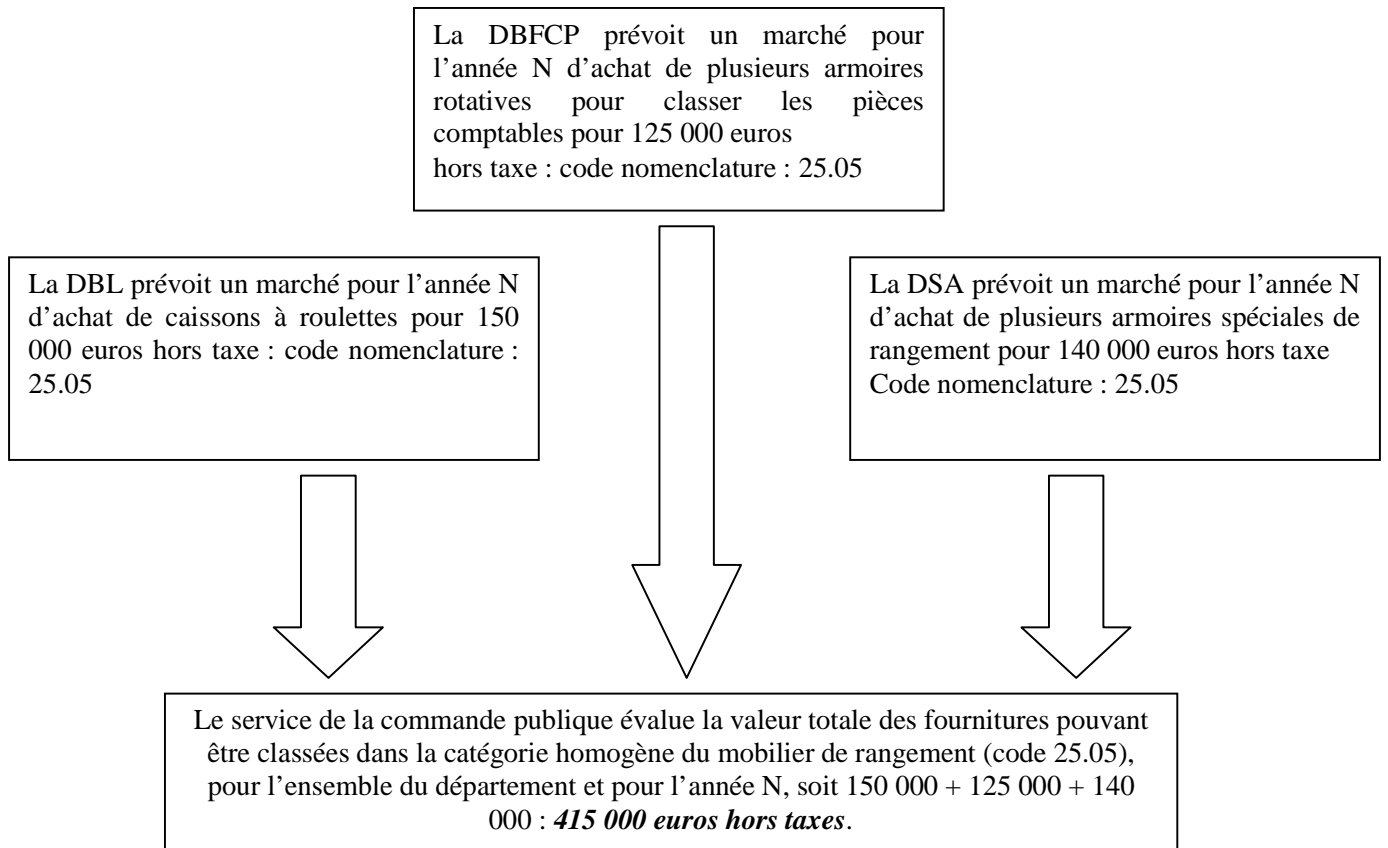 La DBFCP prévoit un marché pour
l’année N d’achat de plusieurs armoires
rotatives pour classer les pièces
comptables pour 125 000 euros
hors taxe : code nomenclature : 25.05
La DBL prévoit un marché pour l’année N
d’achat de caissons à roulettes pour 150
000 euros hors taxe : code nomenclature :
25.05
La DSA prévoit un marché pour l’année N
d’achat de plusieurs armoires spéciales de
rangement pour 140 000 euros hors taxe
Code nomenclature : 25.05
Le service de la commande publique évalue la valeur totale des fournitures pouvant
être classées dans la catégorie homogène du mobilier de rangement (code 25.05),
pour l’ensemble du département et pour l’année N, soit 150 000 + 125 000 + 140
000 : 415 000 euros hors taxes.